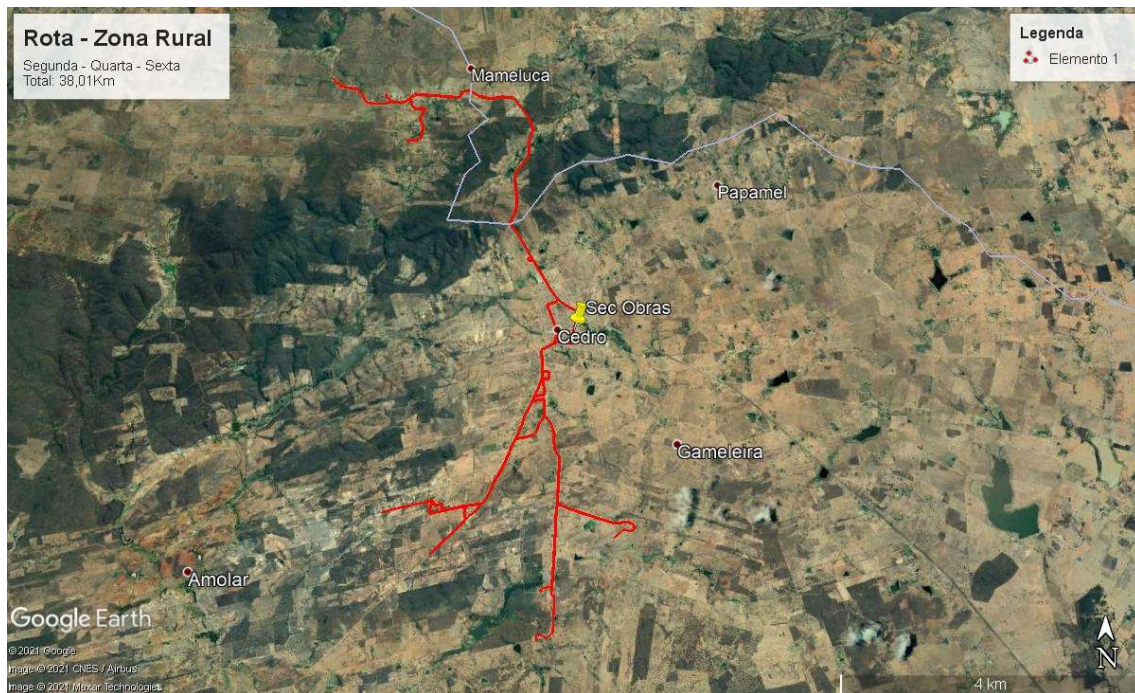 Rota - Zona Rural
Segunda - Quarta - Sexta
Total: 38,01Km
Legenda
Elemento 1
Mameluca
Papamel
Sec Obras
Cedro
Gameleira
Amolar
Google Earth
©2021 Google
Image © 2021 CNES / Airbus
Image © 2021 Maxar Technologies
N
4 km